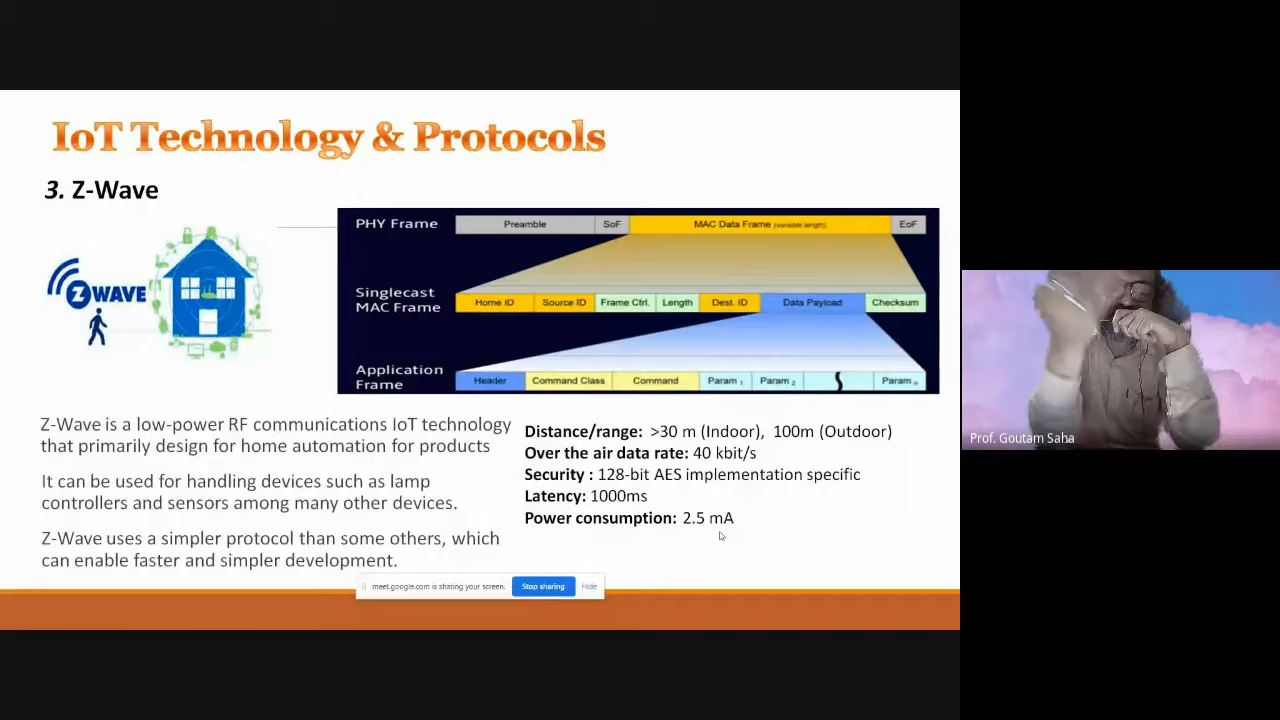 IoT Technology & Protocols
3. Z-Wave
Z WAVE
PHY Frame
Preamble
SoF
MAC Data Frame (variable length)
EoF
Singlecast
MAC Frame
Home ID
Source ID
Frame Ctrl.
Length
Dest. ID
Data Payload
Checksum
Application
Frame
Header
Command Class
Command
Param 1
Param 2
Param n
Z-Wave is a low-power RF communications IoT technology
that primarily design for home automation for products
It can be used for handling devices such as lamp
controllers and sensors among many other devices.
Z-Wave uses a simpler protocol than some others, which
can enable faster and simpler development.
Distance/range: >30 m (Indoor), 100m (Outdoor)
Over the air data rate: 40 kbit/s
Security : 128-bit AES implementation specific
Latency: 1000ms
Power consumption: 2.5 mA
meet.google.com is sharing your screen.
Stop sharing
Hide
Prof. Goutam Saha